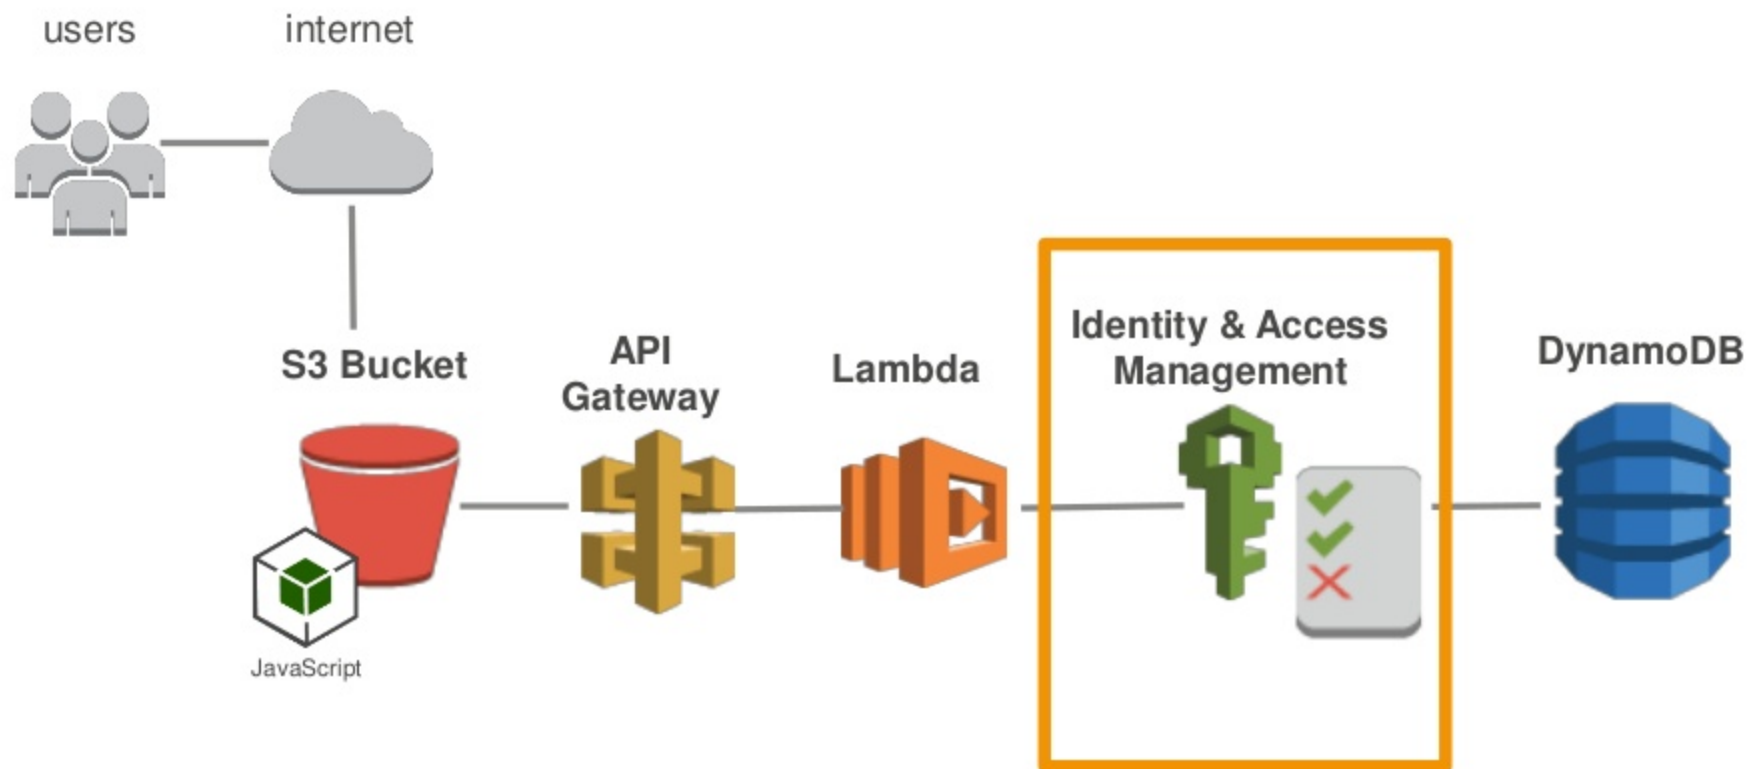 users
internet
S3 Bucket
API
Gateway
Lambda
Identity & Access
Management
DynamoDB
JavaScript